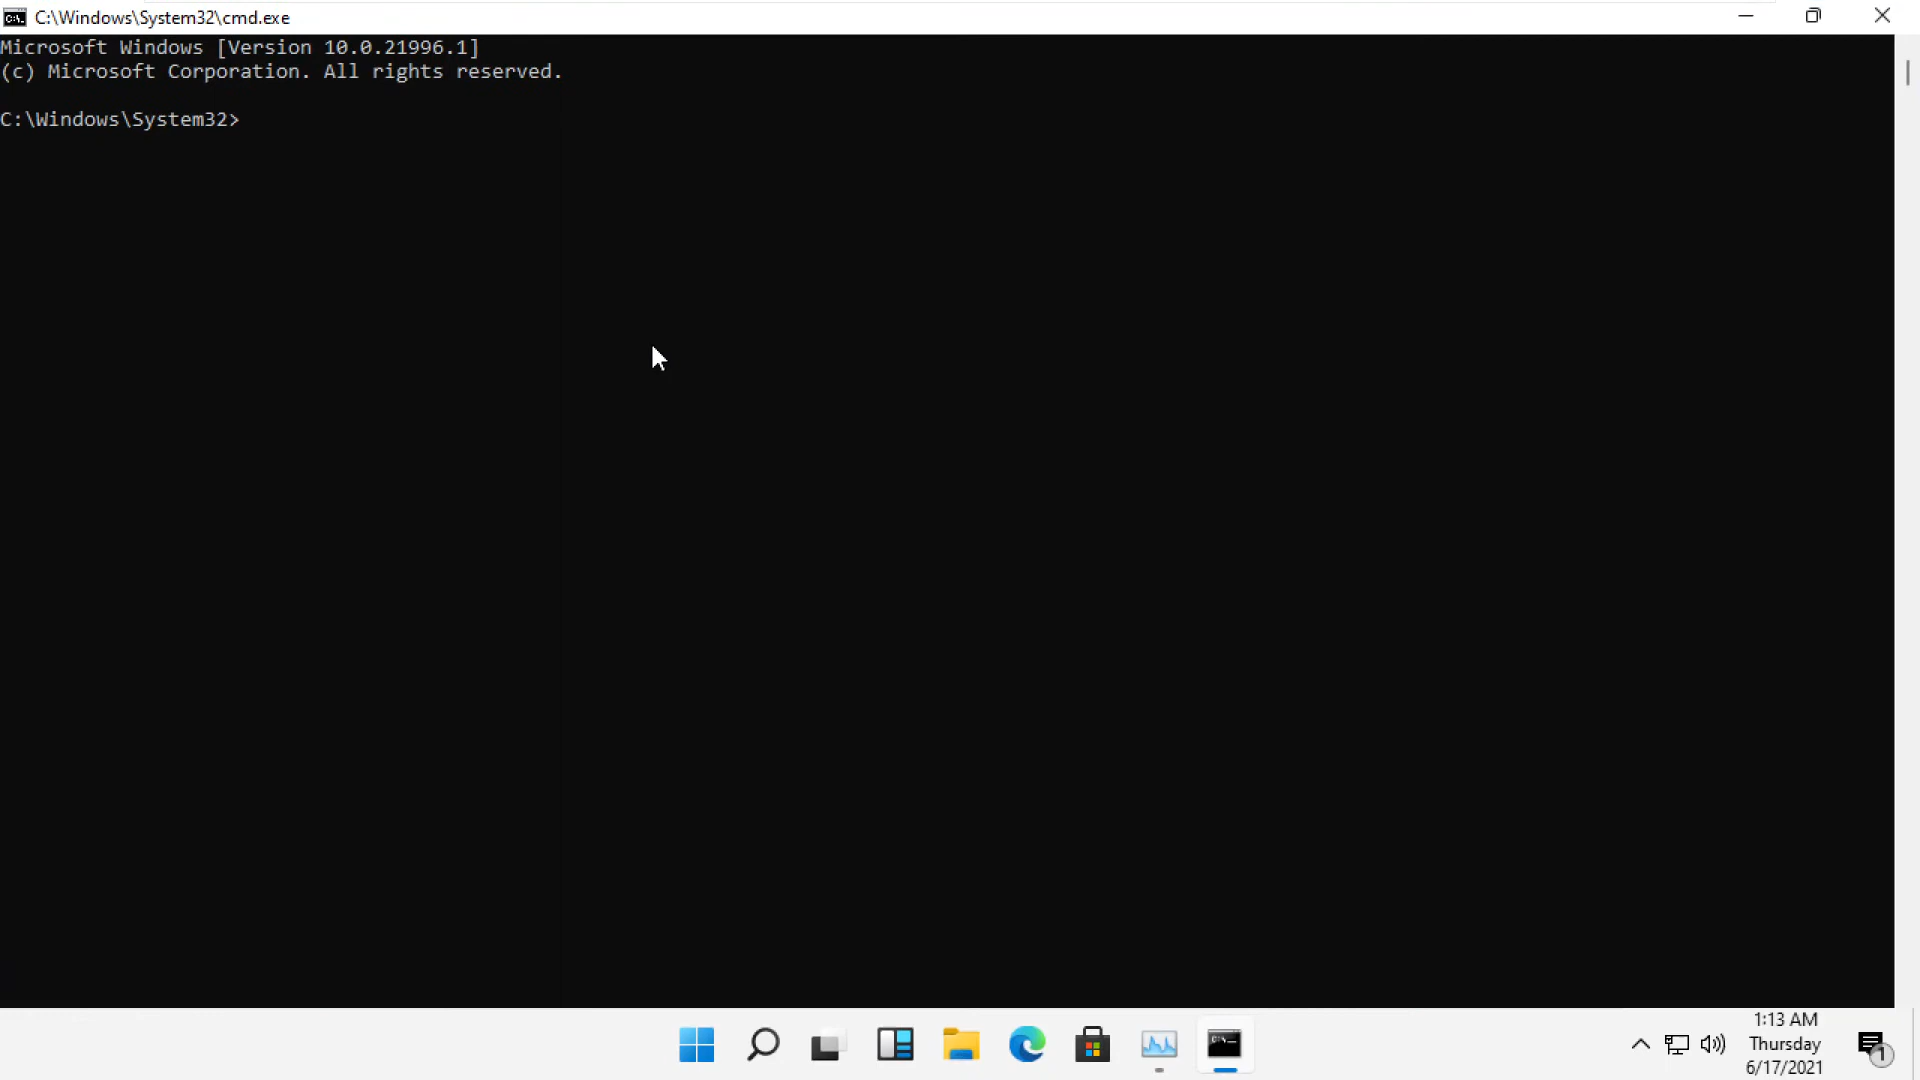 C:\Windows\System32\cmd.exe
Microsoft Windows [Version 10.0.21996.1]
(c) Microsoft Corporation. All rights reserved.
C:\Windows\System32>
1:13 AM
Thursday
6/17/2021
1